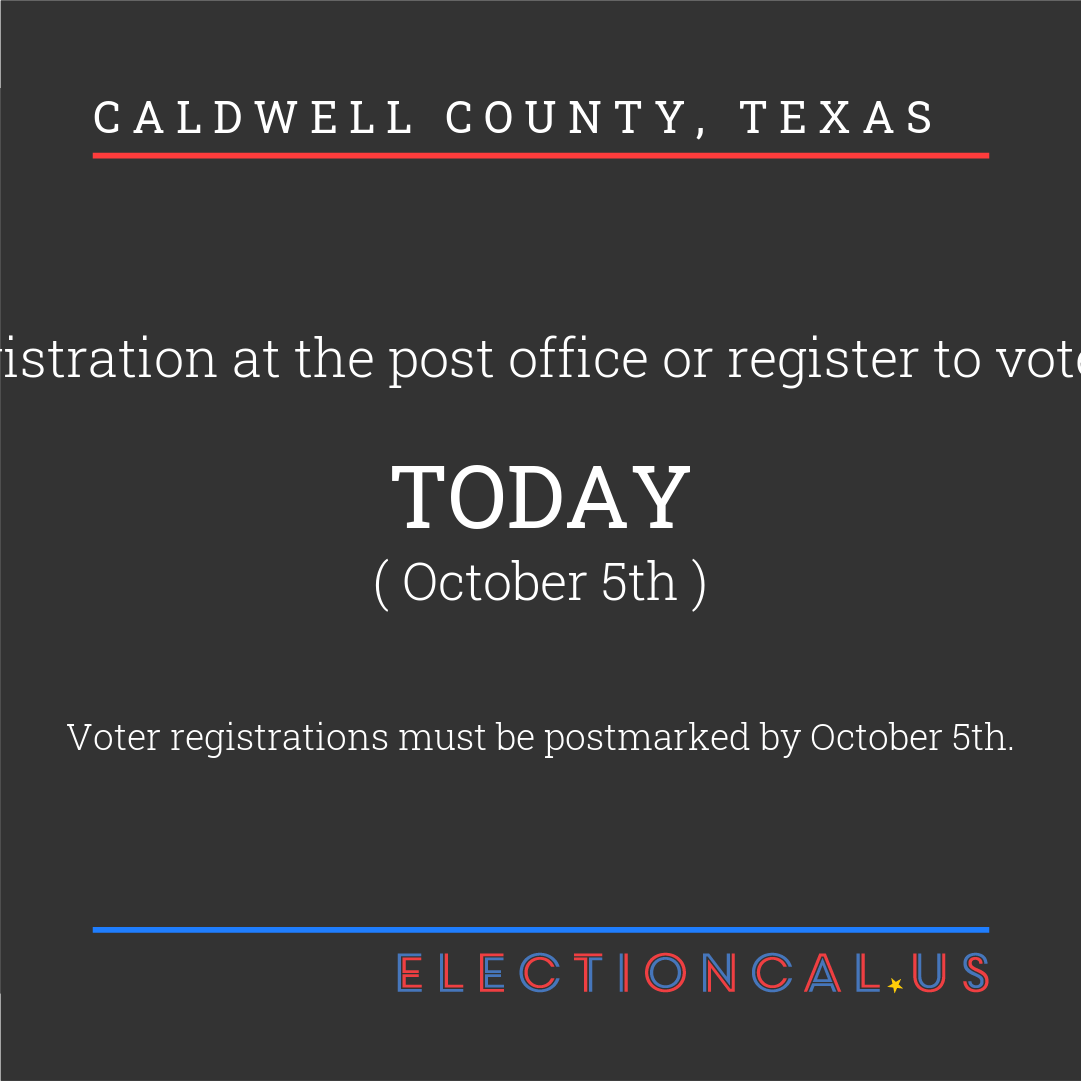 CALDWELL COUNTY, TEXAS
istration at the post office or register to vot
TODAY
( October 5th )
Voter registrations must be postmarked by October 5th.
ELECTIONCAL.US